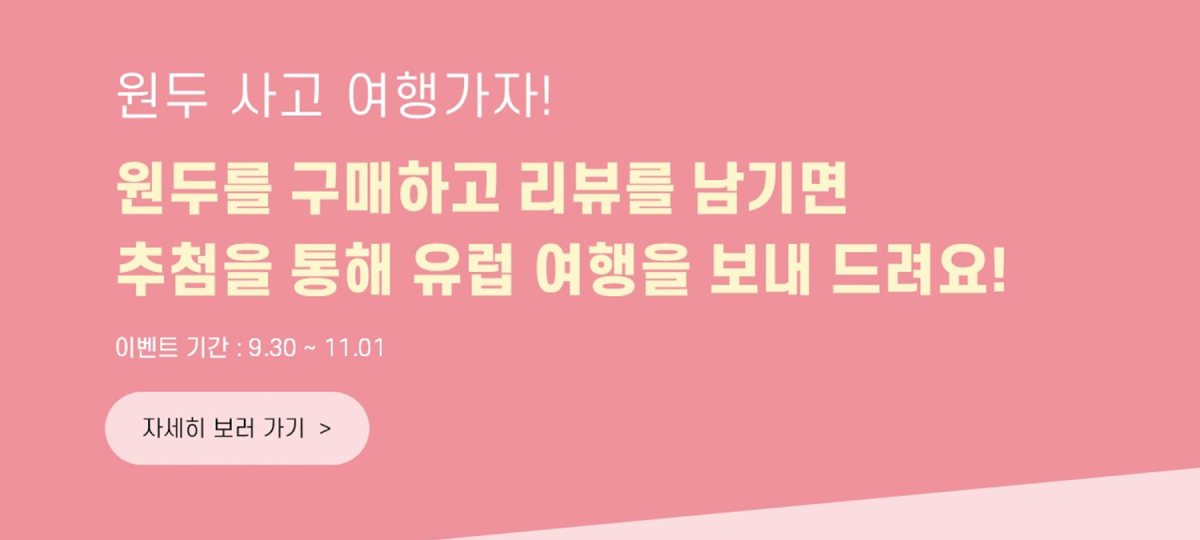 원두 사고 여행가자!
원두를 구매하고 리뷰를 남기면
추첨을 통해 유럽 여행을 보내 드려요!
이벤트 기간 : 9.30 ~ 11.01
자세히 보러 가기 >